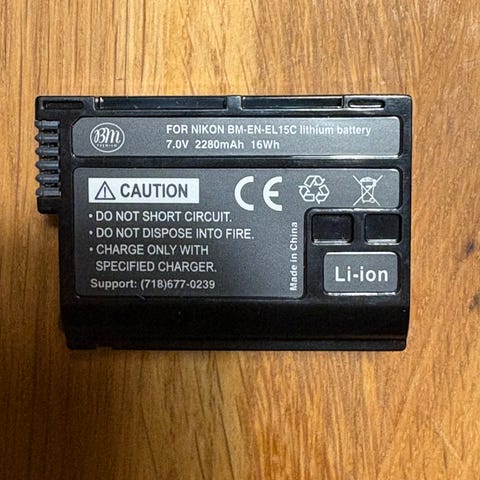 BM
PREMIUM
FOR NIKON BM-EN-EL15C lithium battery
7.0V 2280mAh 16Wh
CAUTION
• DO NOT SHORT CIRCUIT.
• DO NOT DISPOSE INTO FIRE.
• CHARGE ONLY WITH
SPECIFIED CHARGER.
Support: (718)677-0239
CE
Made in China
Li-ion